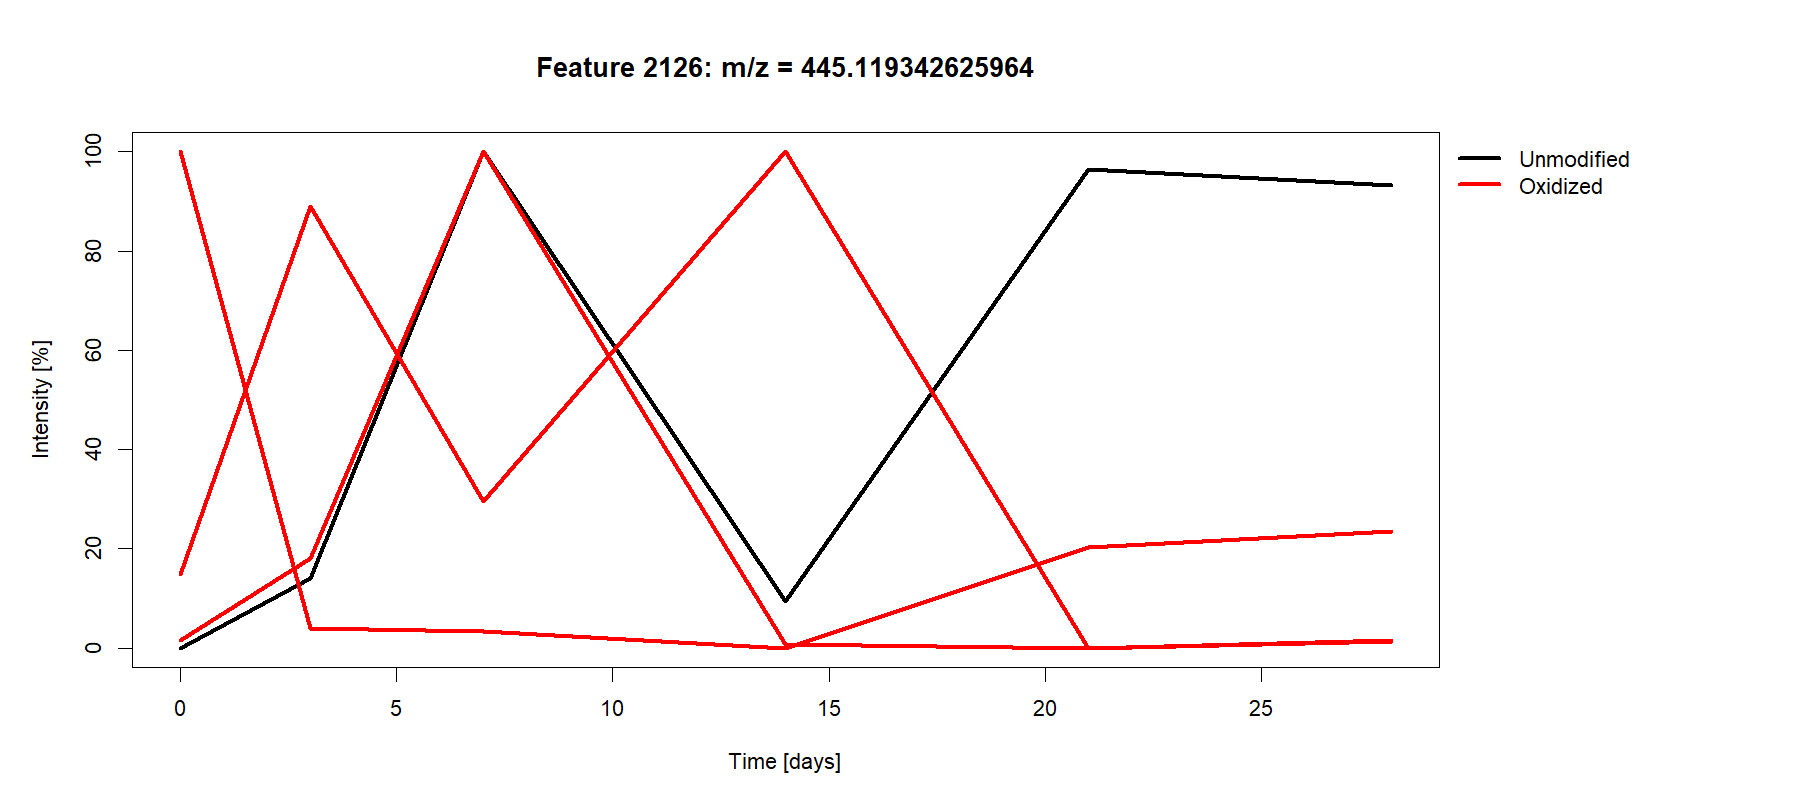 Feature 2126: m/z = 445.119342625964
Unmodified
Oxidized
Intensity [%]
100
80
60
40
20
0
0 5 10 15 20 25
Time [days]